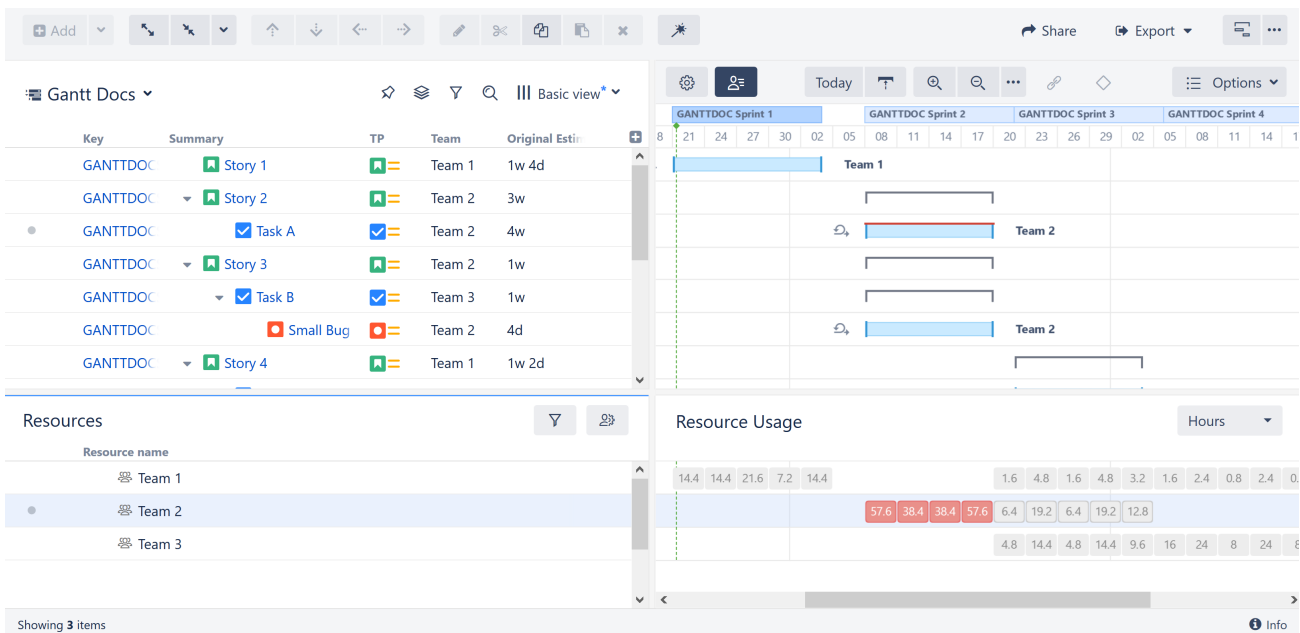 Add Share Export
Gantt Docs Basic view* Today Options
GANTTDOC Sprint 1 GANTTDOC Sprint 2 GANTTDOC Sprint 3 GANTTDOC Sprint 4
Key Summary TP Team Original Estim 8 21 24 27 30 02 05 08 11 14 17 20 23 26 29 02 05 08 11 14 1
GANTTDOC Story 1 Team 1 1w 4d Team 1
GANTTDOC Story 2 Team 2 3w
GANTTDOC Task A Team 2 4w Team 2
GANTTDOC Story 3 Team 2 1w
GANTTDOC Task B Team 3 1w
GANTTDOC Small Bug Team 2 4d Team 2
GANTTDOC Story 4 Team 1 1w 2d
Resources Resource Usage Hours
Resource name
Team 1 14.4 14.4 21.6 7.2 14.4 1.6 4.8 1.6 4.8 3.2 1.6 2.4 0.8 2.4 0.
Team 2 57.6 38.4 38.4 57.6 6.4 19.2 6.4 19.2 12.8
Team 3 4.8 14.4 4.8 14.4 9.6 16 24 8 24 8
Showing 3 items Info